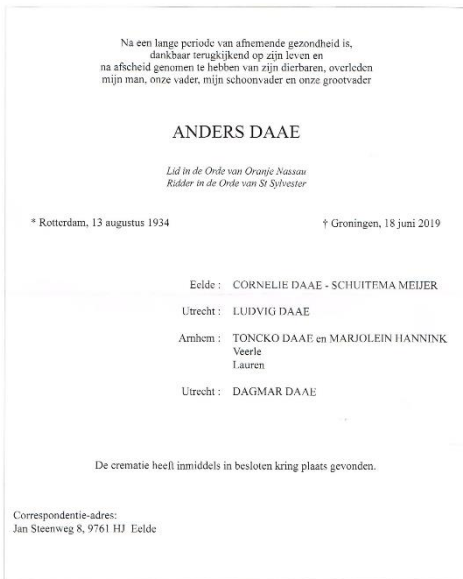 Na een lange periode van afnemende gezondheid is,
dankbaar terugkijkend op zijn leven en
na afscheid genomen te hebben van zijn dierbaren, overleden
mijn man, onze vader, mijn schoonvader en onze grootvader
ANDERS DAAE
Lid in de Orde van Oranje Nassau
Ridder in de Orde van St Sylvester
* Rotterdam, 13 augustus 1934 † Groningen, 18 juni 2019
Eelde : CORNELIE DAAE - SCHUITEMA MEIJER
Utrecht : LUDVIG DAAE
Arnhem : TONCKO DAAE en MARJOLEIN HANNINK
Veerle
Lauren
Utrecht : DAGMAR DAAE
De crematie heeft inmiddels in besloten kring plaats gevonden.
Correspondentie-adres:
Jan Steenweg 8, 9761 HJ Eelde